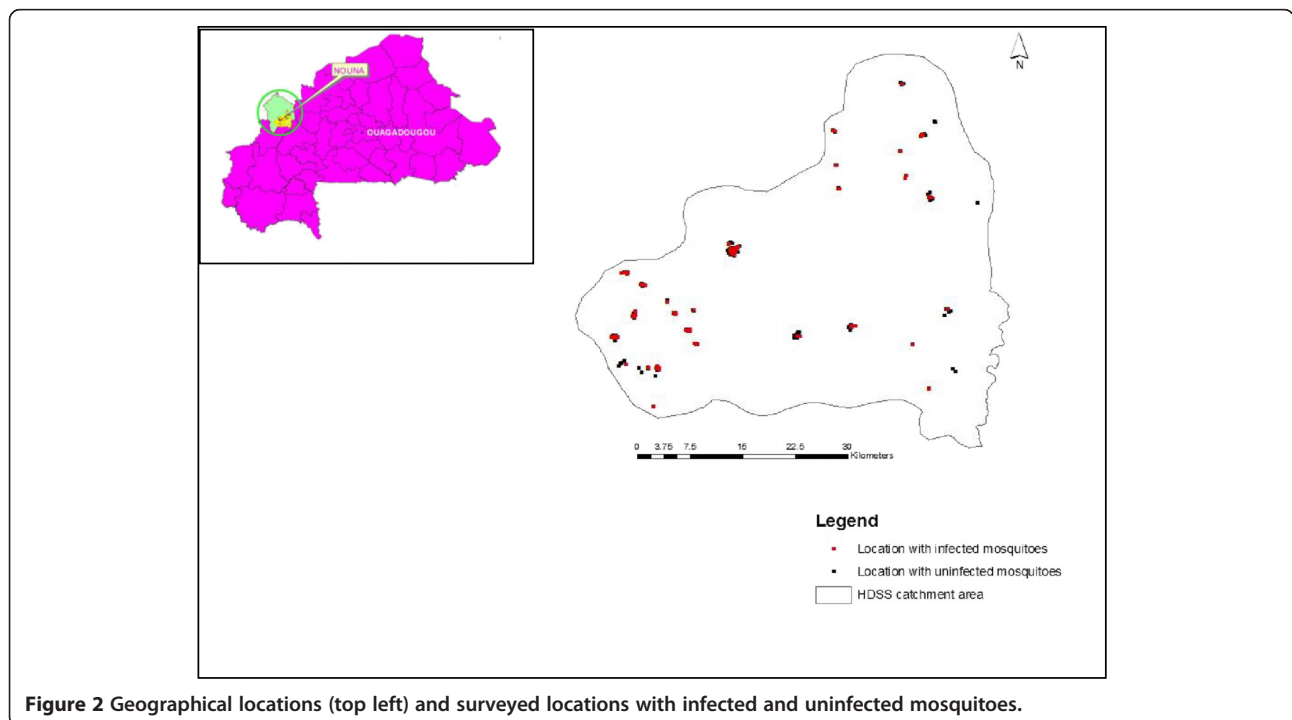 NOUNA
OUAGADOUGOU
N
0 3.75 7.5 15 22.5 30
Kilometers
Legend
Location with infected mosquitoes
Location with uninfected mosquitoes
HDSS catchment area
Figure 2 Geographical locations (top left) and surveyed locations with infected and uninfected mosquitoes.